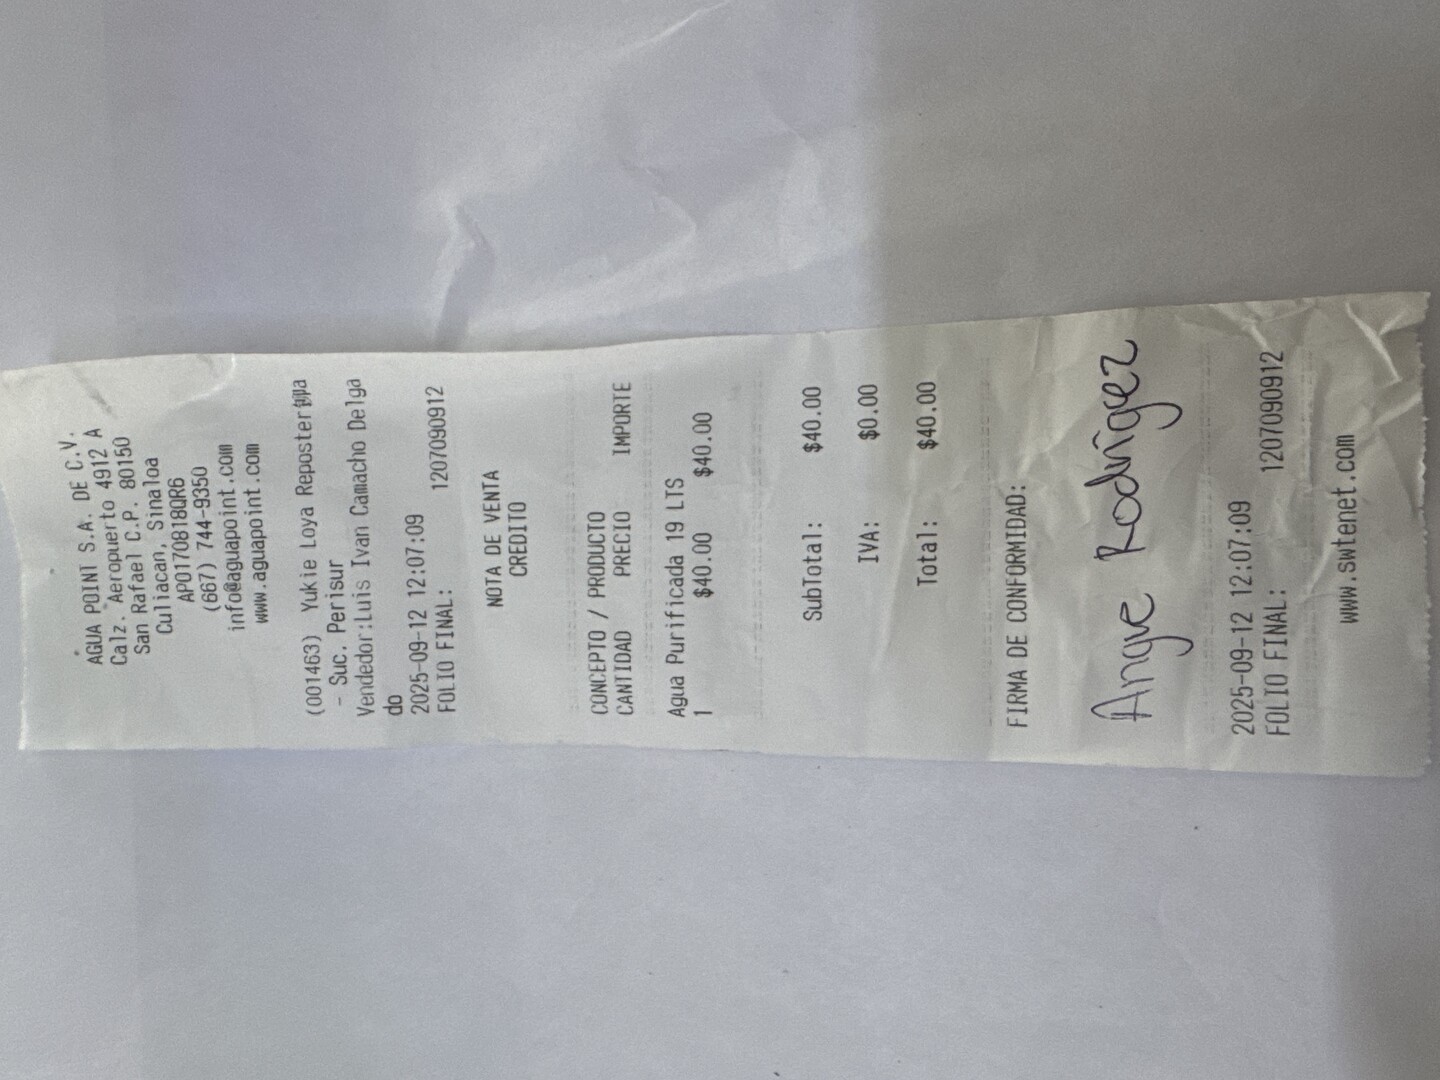 AGUA POINT S.A. DE C.V.
Calz. Aeropuerto 4912 A
San Rafael C.P. 80150
Culiacan, Sinaloa
APO170818QR6
(667) 744-9350
info@aguapoint.com
www.aguapoint.com
(001463) Yukie Loya
- Suc. Perisur
Vendedor:Luis Ivan Camacho Delga
do
2025-09-12 12:07:09
FOLIO FINAL: 1207090912
NOTA DE VENTA
CREDITO
CONCEPTO / PRODUCTO
CANTIDAD PRECIO IMPORTE
Agua Purificada 19 LTS
1 $40.00 $40.00
SubTotal: $40.00
IVA: $0.00
Total: $40.00
FIRMA DE CONFORMIDAD:
Rodríguez
2025-09-12 12:07:09
FOLIO FINAL: 1207090912
www.swtenet.com